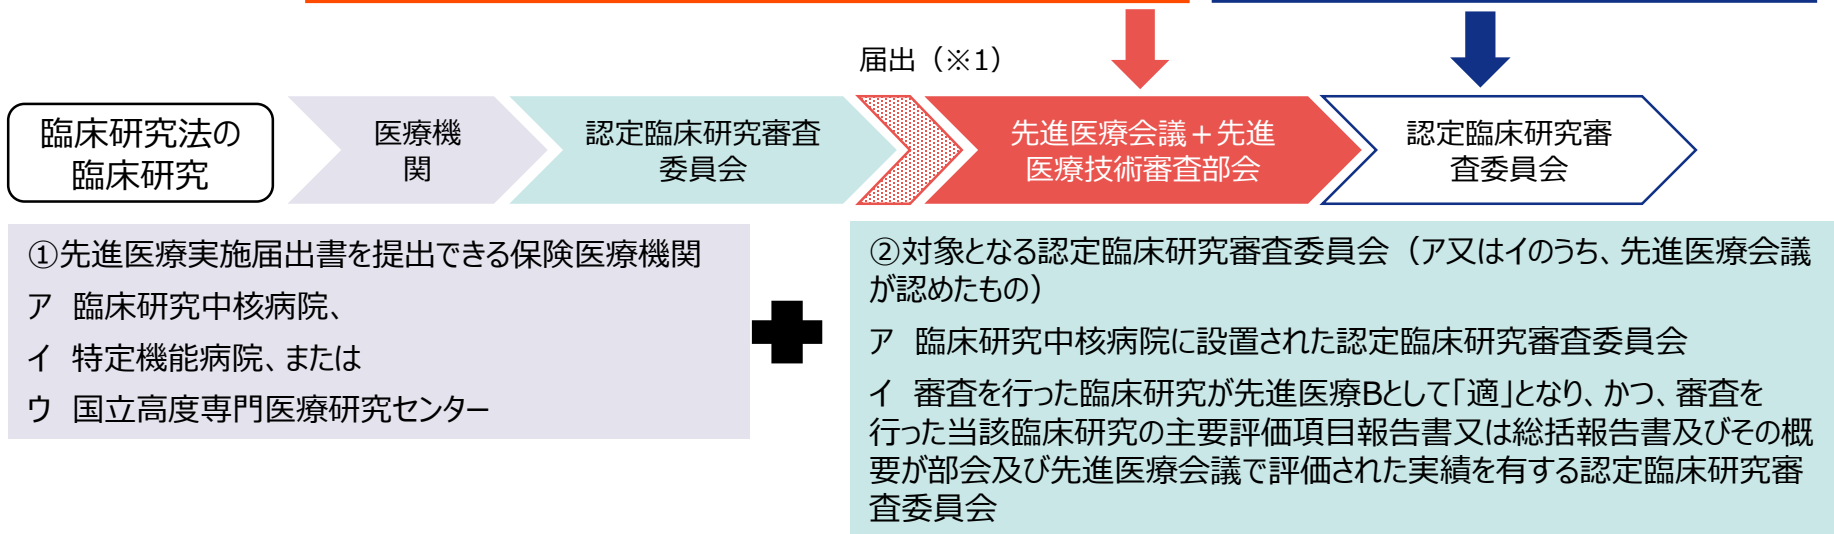 届出（※1）
臨床研究法の
臨床研究
医療機
関
認定臨床研究審査
委員会
先進医療会議＋先進
医療技術審査部会
認定臨床研究審
査委員会
①先進医療実施届出書を提出できる保険医療機関
ア　臨床研究中核病院、
イ　特定機能病院、または
ウ　国立高度専門医療研究センター
②対象となる認定臨床研究審査委員会（ア又はイのうち、先進医療会議
が認めたもの）
ア　臨床研究中核病院に設置された認定臨床研究審査委員会
イ　審査を行った臨床研究が先進医療Bとして「適」となり、かつ、審査を
行った当該臨床研究の主要評価項目報告書又は総括報告書及びその概
要が部会及び先進医療会議で評価された実績を有する認定臨床研究審
査委員会